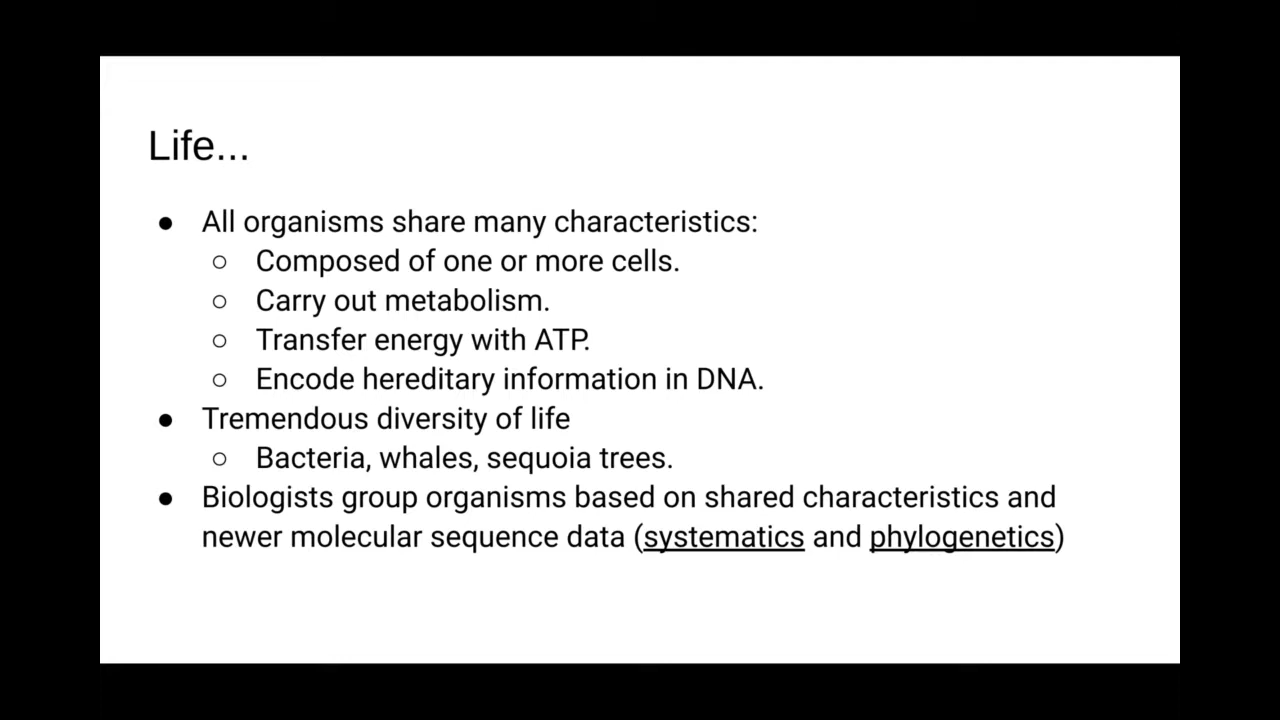 Life...
● All organisms share many characteristics:
○ Composed of one or more cells.
○ Carry out metabolism.
○ Transfer energy with ATP.
○ Encode hereditary information in DNA.
● Tremendous diversity of life
○ Bacteria, whales, sequoia trees.
● Biologists group organisms based on shared characteristics and
newer molecular sequence data (systematics and phylogenetics)